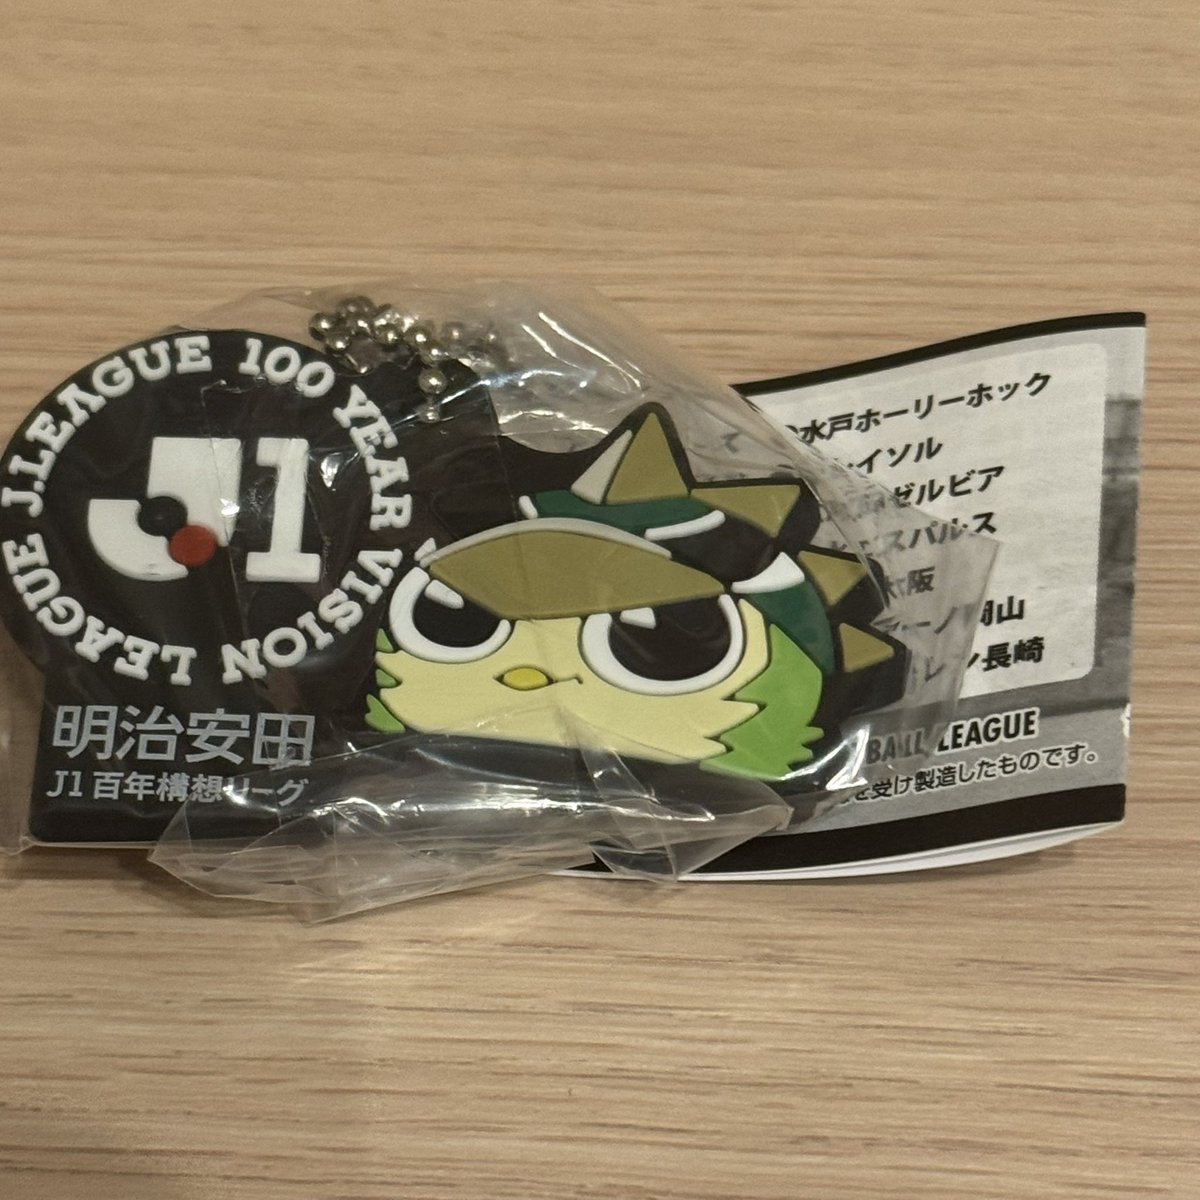 J.LEAGUE 100 YEAR VISION LEAGUE
J1
明治安田
J1 百年構想リーグ
水戸ホーリーホック
イソル
ゼルビア
スパルス
大阪
岡山
長崎
BALL LEAGUE
を受け製造したものです。